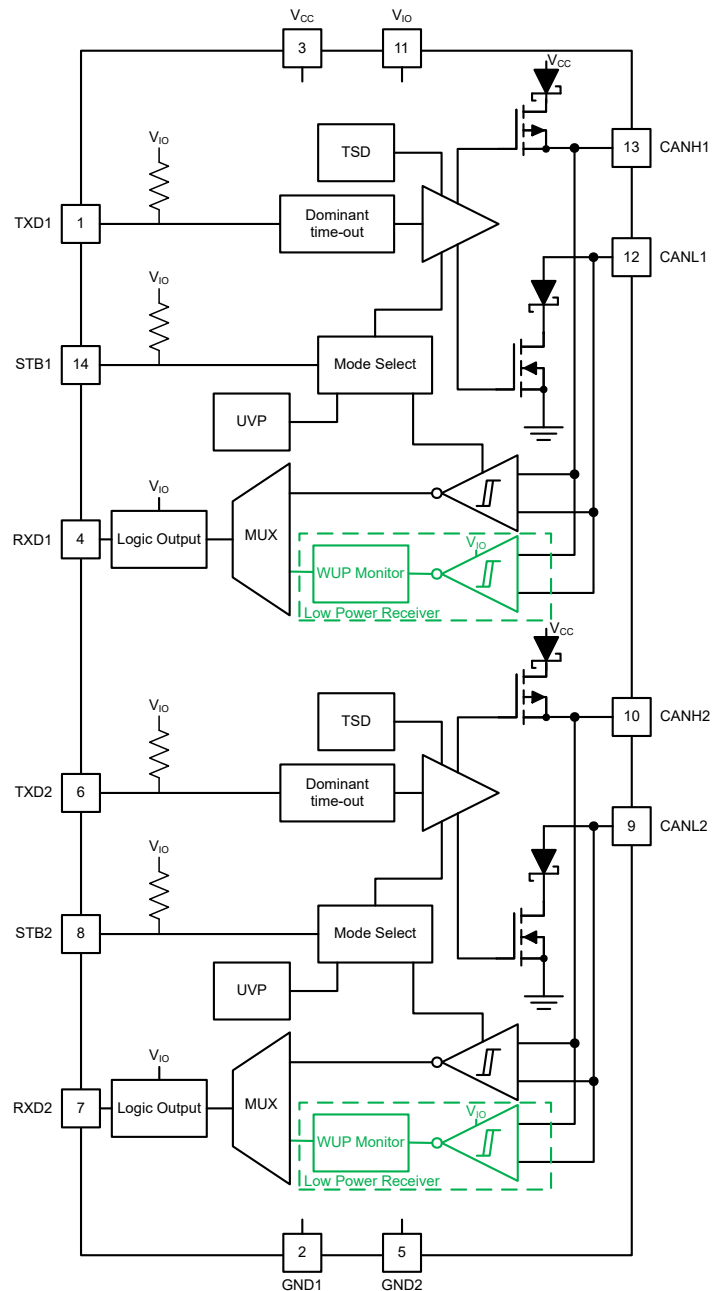 VCC
VIO
3
11
VCC
VIO
TSD
13
CANH1
TXD1
1
Dominant
time-out
12
CANL1
VIO
STB1
14
Mode Select
UVP
VIO
MUX
RXD1
4
Logic Output
VIO
WUP Monitor
Low Power Receiver
VCC
VIO
TSD
10
CANH2
TXD2
6
Dominant
time-out
9
CANL2
VIO
STB2
8
Mode Select
UVP
VIO
MUX
RXD2
7
Logic Output
VIO
WUP Monitor
Low Power Receiver
2
5
GND1
GND2